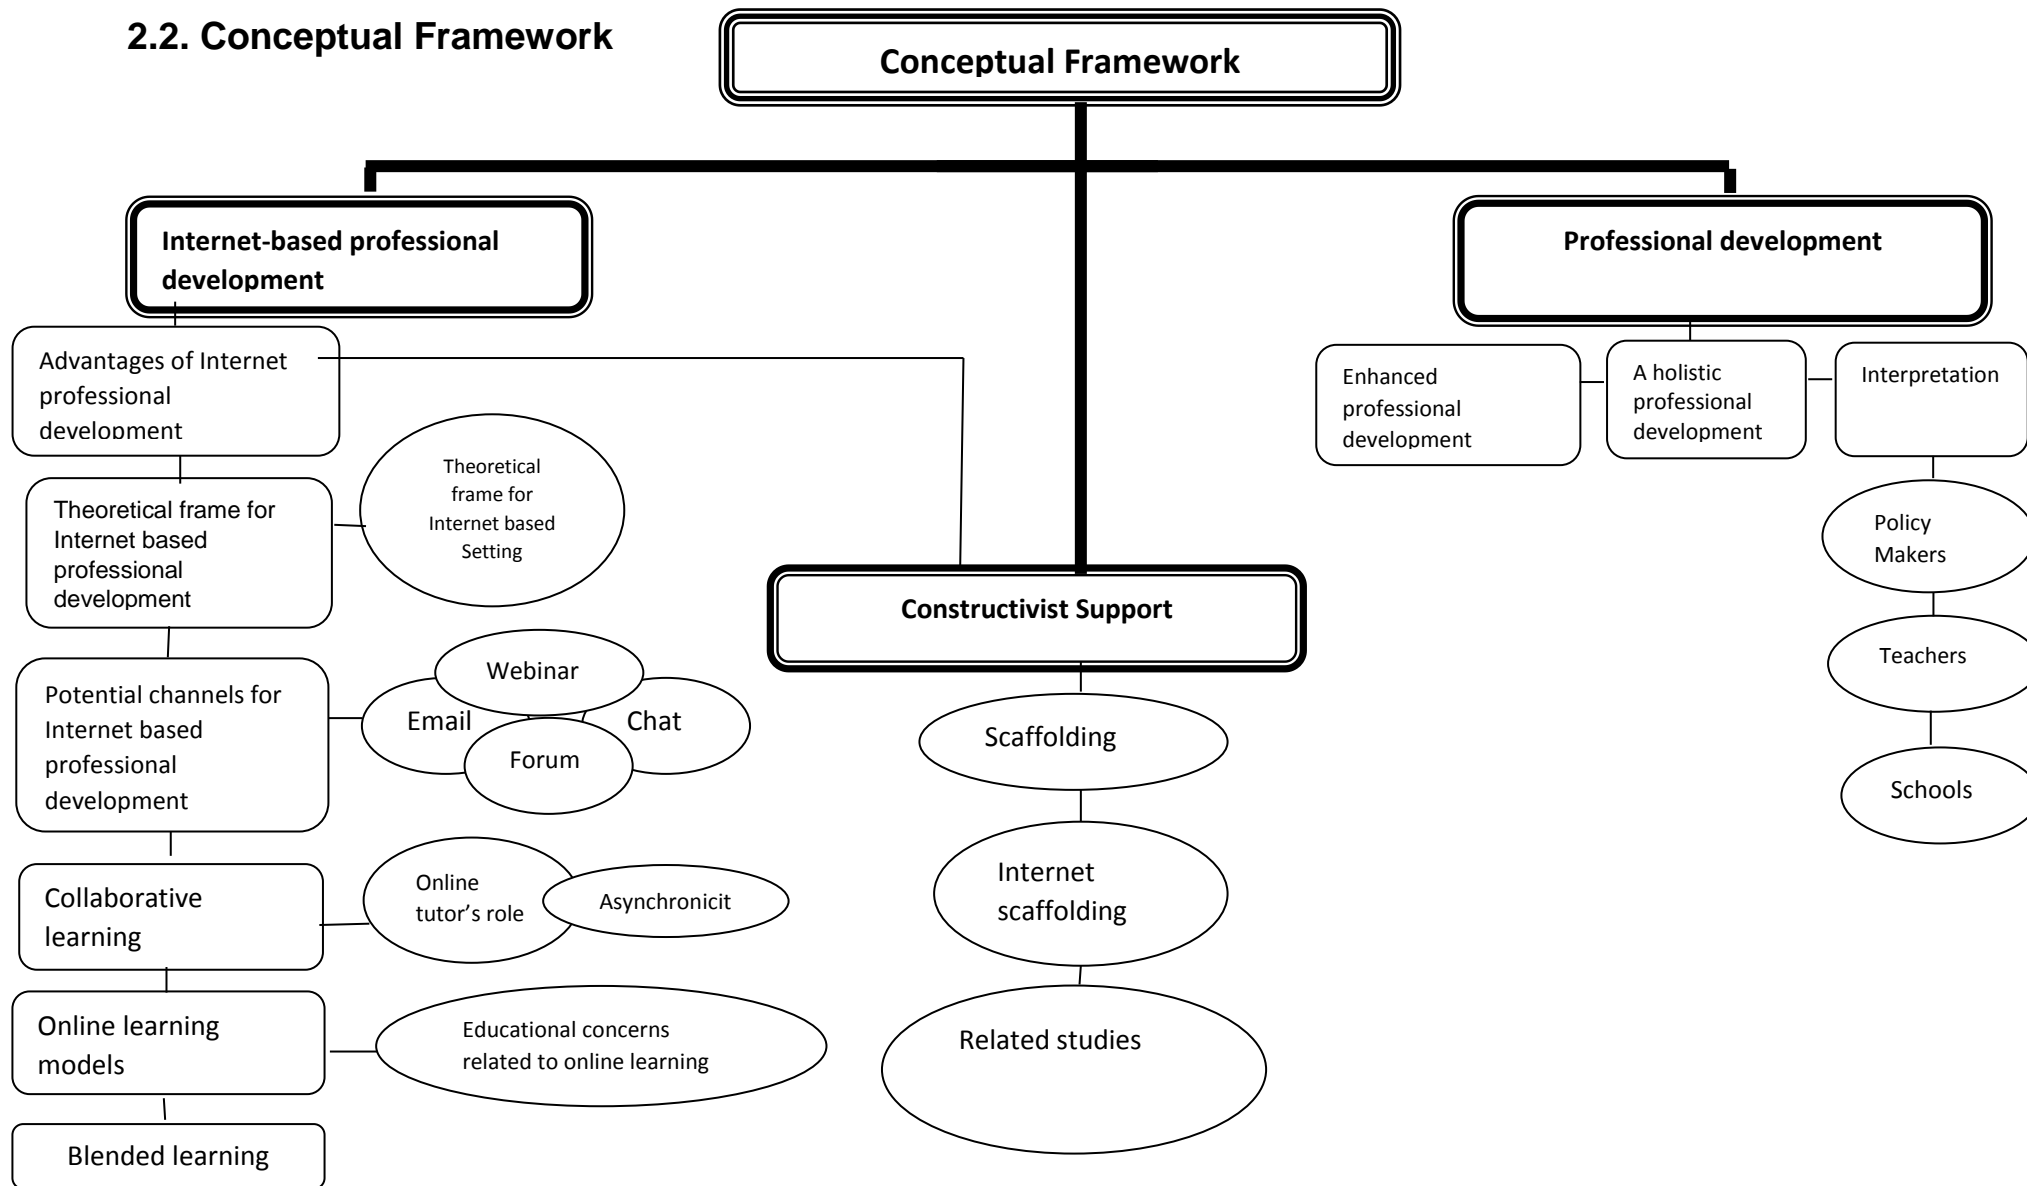 2.2. Conceptual Framework
Conceptual Framework
Internet-based professional
development
Professional development
Advantages of Internet
professional
development
Enhanced
professional
development
A holistic
professional
development
Interpretation
Theoretical frame for
Internet based
professional
development
Theoretical
frame for
Internet based
Setting
Policy
Makers
Constructivist Support
Teachers
Potential channels for
Internet based
professional
development
Webinar
Email
Chat
Forum
Scaffolding
Schools
Collaborative
learning
Online
tutor’s role
Asynchronicit
Internet
scaffolding
Online learning
models
Educational concerns
related to online learning
Related studies
Blended learning